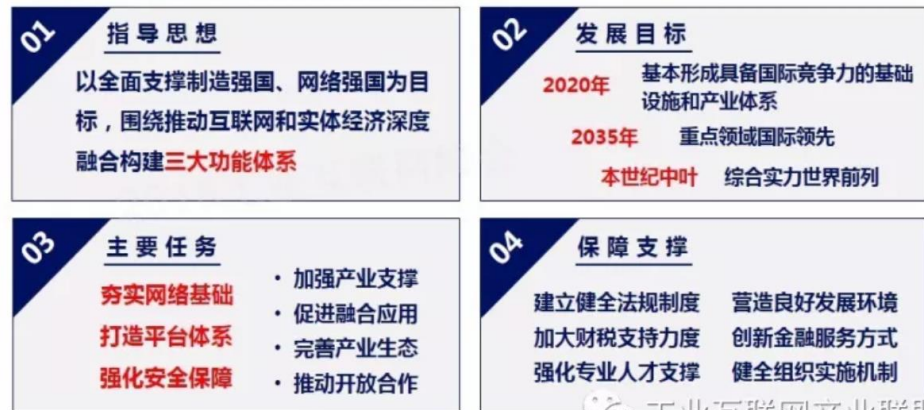 01
指导思想
以全面支撑制造强国、网络强国为目
标，围绕推动互联网和实体经济深度
融合构建三大功能体系
02
发展目标
2020年 基本形成具备国际竞争力的基础
设施和产业体系
2035年 重点领域国际领先
本世纪中叶 综合实力世界前列
03
主要任务
夯实网络基础
打造平台体系
强化安全保障
• 加强产业支撑
• 促进融合应用
• 完善产业生态
• 推动开放合作
04
保障支撑
建立健全法规制度 营造良好发展环境
加大财税支持力度 创新金融服务方式
强化专业人才支撑 健全组织实施机制
工业互联网产业联盟